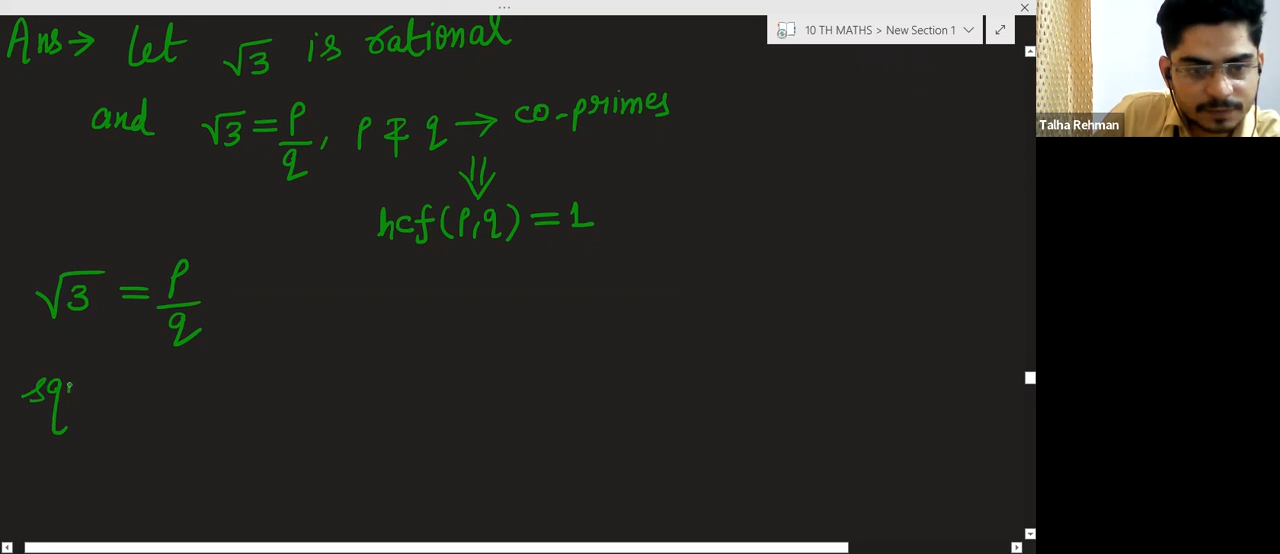 Ans → Let √3 is rational
10 TH MATHS > New Section 1
Talha Rehman
and √3 = p/q, p & q → co-primes
⇓
hcf(p,q) = 1
√3 = p/q
sq